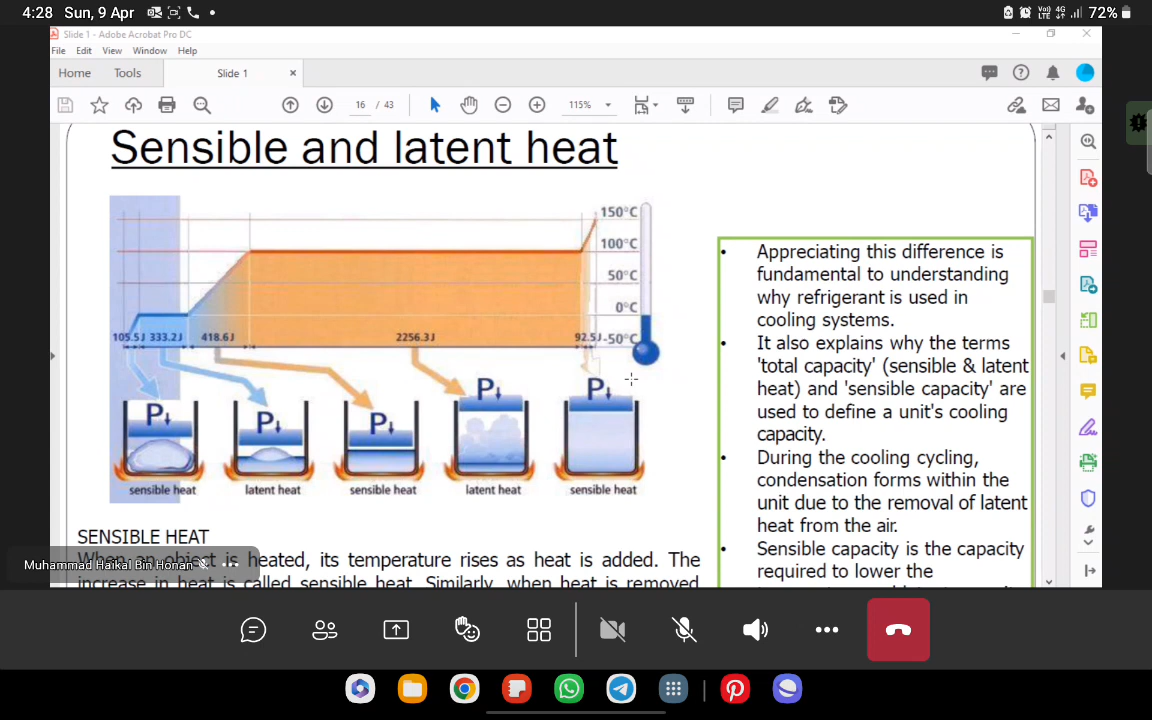 4:28 Sun, 9 Apr
72%
Slide 1 - Adobe Acrobat Pro DC
File Edit View Window Help
Home Tools Slide 1
16 / 43 115%
Sensible and latent heat
150°C
100°C
50°C
0°C
-50°C
105.5J 333.2J 418.6J 2256.3J 92.5J
P↓ P↓ P↓ P↓ P↓
sensible heat latent heat sensible heat latent heat sensible heat
• Appreciating this difference is
fundamental to understanding
why refrigerant is used in
cooling systems.
• It also explains why the terms
'total capacity' (sensible & latent
heat) and 'sensible capacity' are
used to define a unit's cooling
capacity.
• During the cooling cycling,
condensation forms within the
unit due to the removal of latent
heat from the air.
• Sensible capacity is the capacity
required to lower the
SENSIBLE HEAT
When an object is heated, its temperature rises as heat is added. The
increase in heat is called sensible heat. Similarly, when heat is removed
Muhammad Haikal Bin Honan